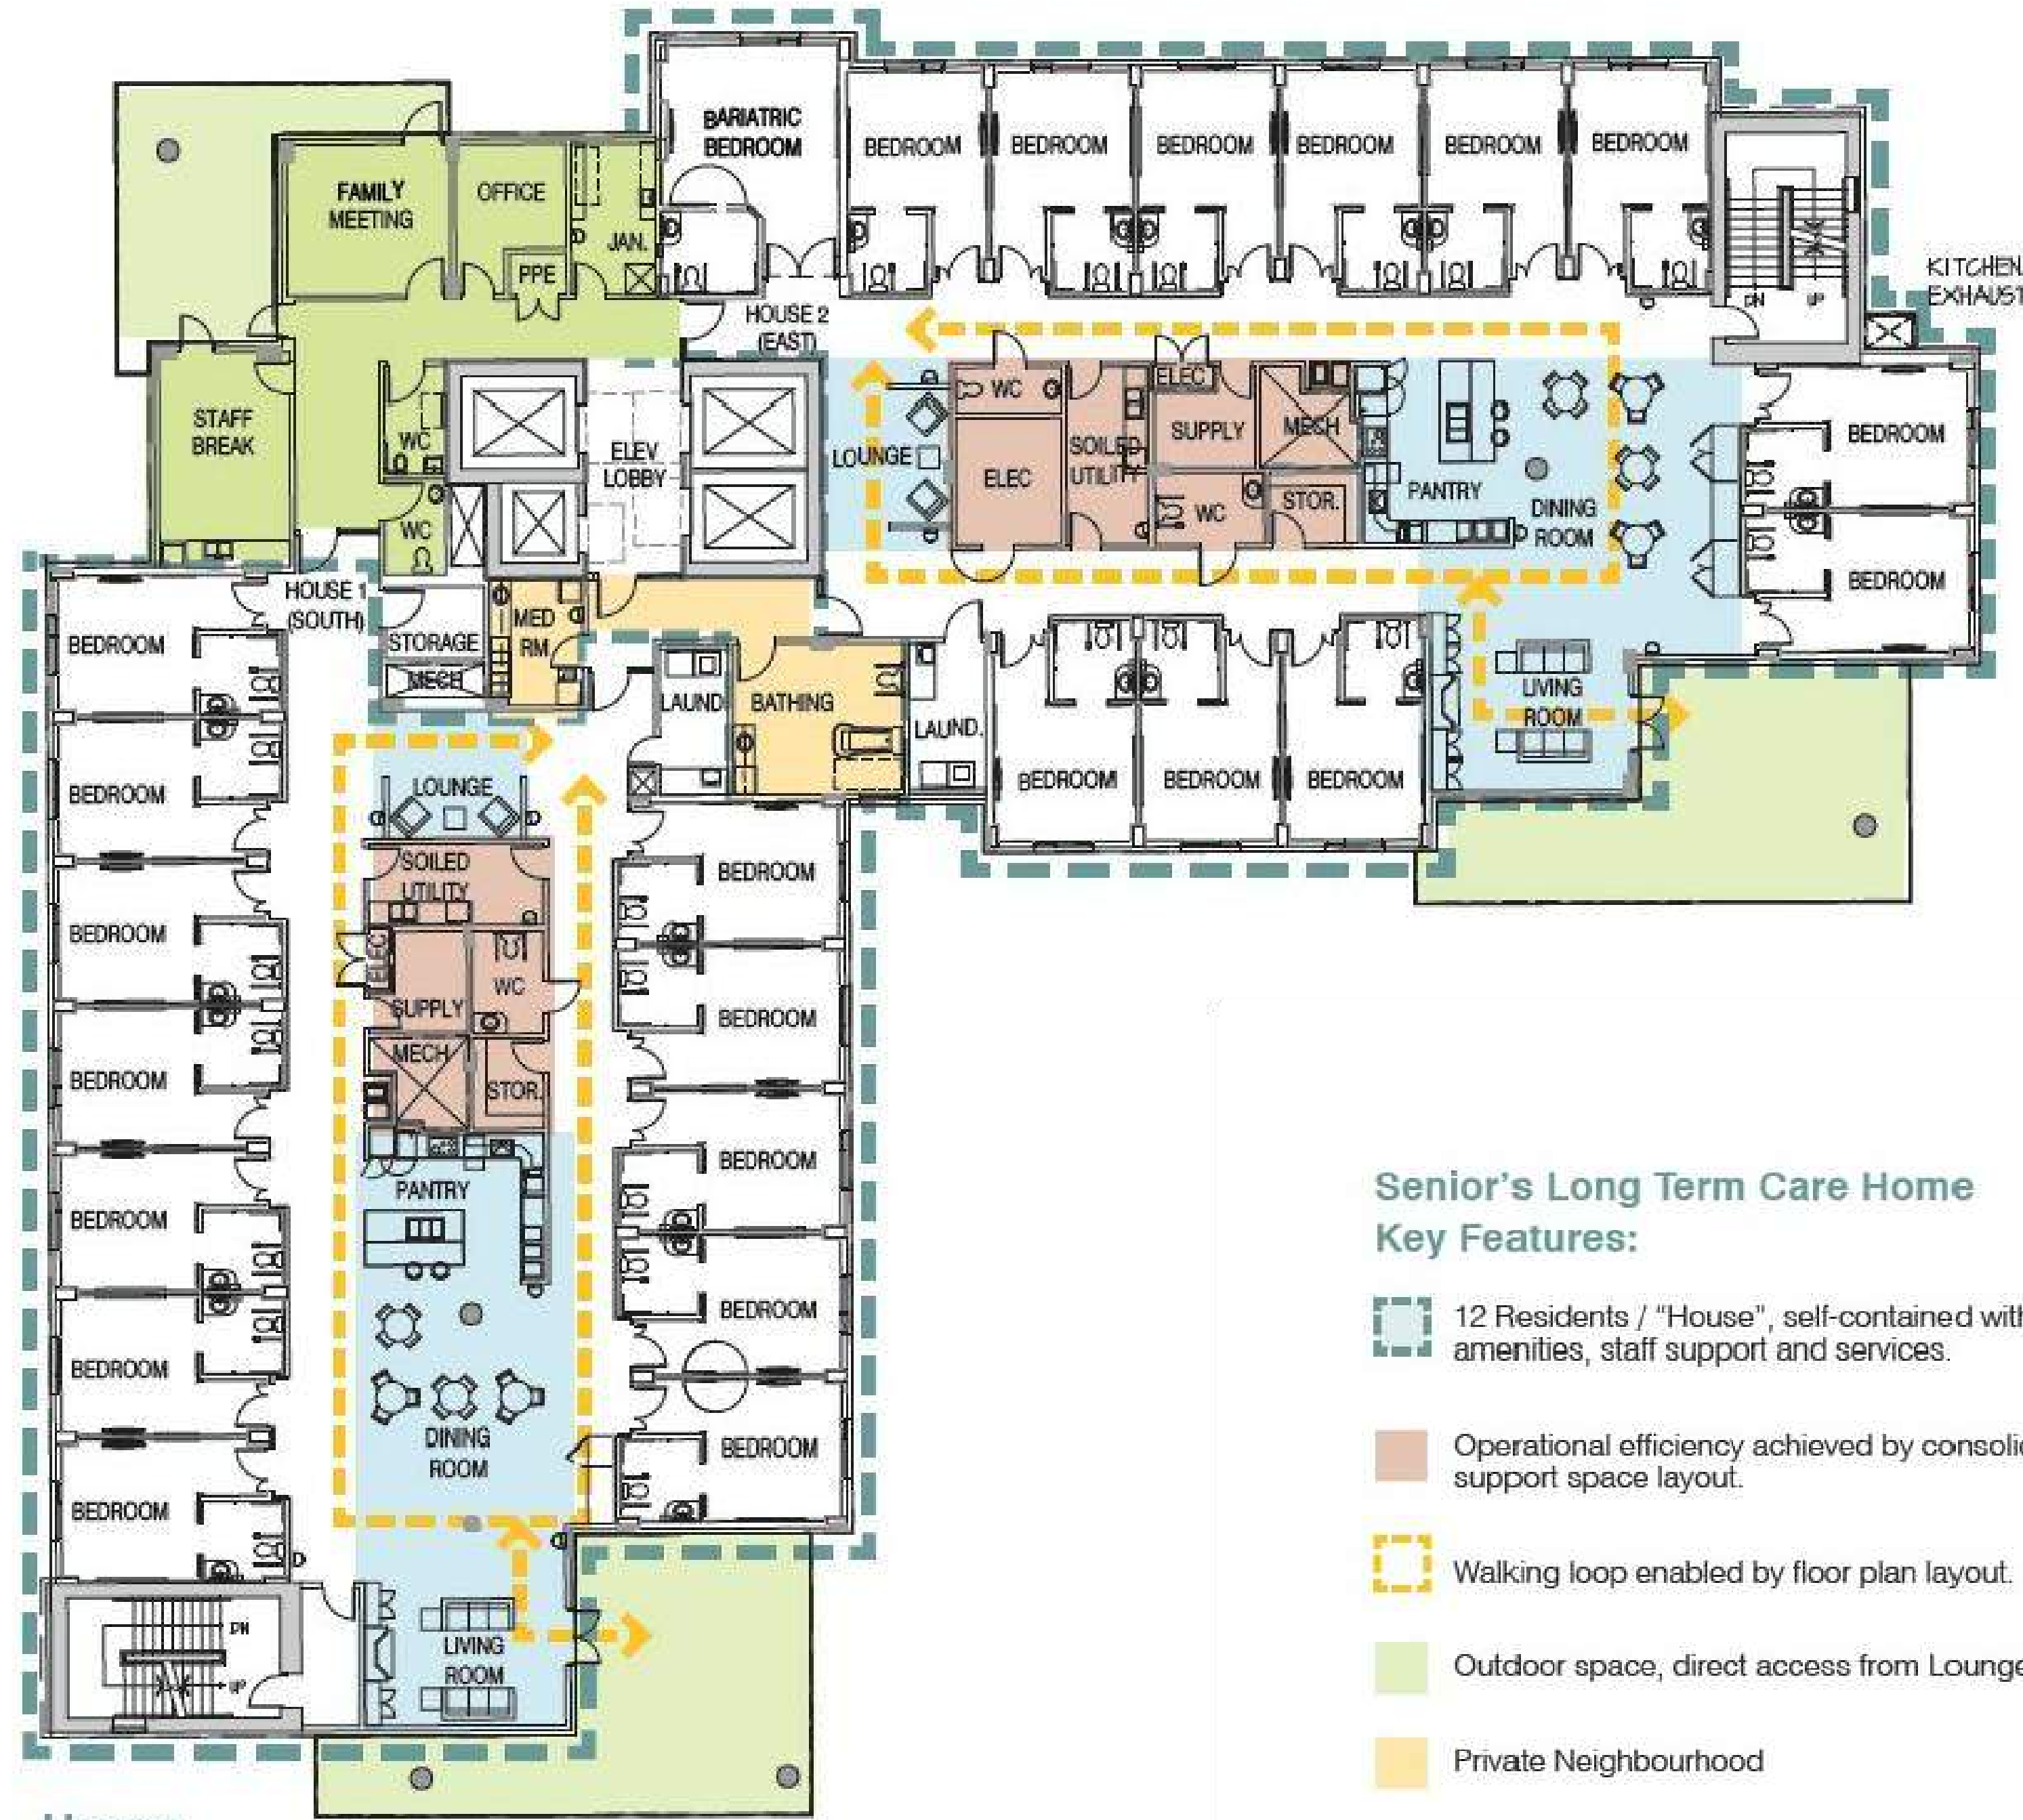 BARIATRIC
BEDROOM
BEDROOM
BEDROOM
BEDROOM
BEDROOM
BEDROOM
BEDROOM
FAMILY
MEETING
OFFICE
JAN.
PPE
HOUSE 2
(EAST)
DN
UP
KITCHEN
EXHAUST
STAFF
BREAK
WC
WC
ELEV
LOBBY
LOUNGE
WC
ELEC
SOILED
UTILITY
ELEC
SUPPLY
MECH
WC
STOR.
PANTRY
DINING
ROOM
BEDROOM
BEDROOM
LIVING
ROOM
HOUSE 1
(SOUTH)
STORAGE
MECH
MED
RM
LAUND.
BATHING
LAUND.
BEDROOM
BEDROOM
BEDROOM
BEDROOM
BEDROOM
BEDROOM
BEDROOM
BEDROOM
BEDROOM
BEDROOM
LOUNGE
SOILED
UTILITY
ELEC
SUPPLY
WC
MECH
STOR.
PANTRY
DINING
ROOM
BEDROOM
BEDROOM
BEDROOM
BEDROOM
BEDROOM
DN
UP
LIVING
ROOM
Senior's Long Term Care Home
Key Features:
12 Residents / "House", self-contained with
amenities, staff support and services.
Operational efficiency achieved by consolid
support space layout.
Walking loop enabled by floor plan layout.
Outdoor space, direct access from Lounge
Private Neighbourhood